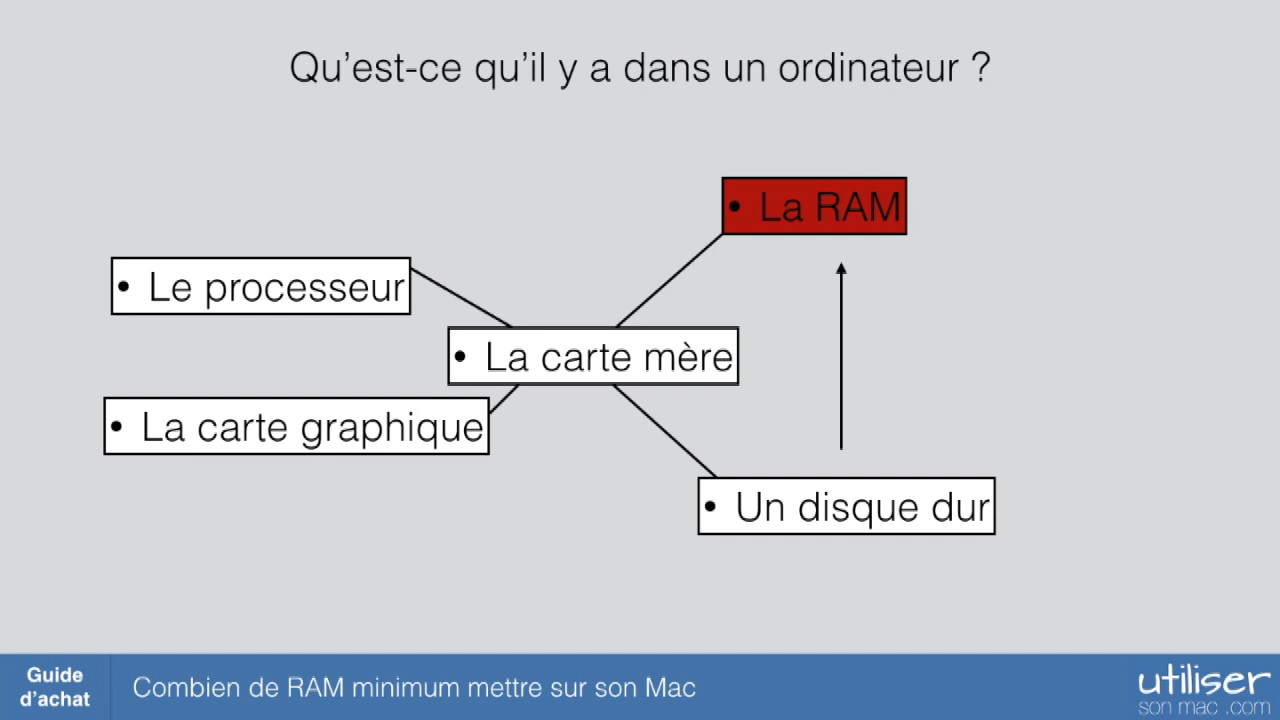 Qu’est-ce qu’il y a dans un ordinateur ?
• La RAM
• Le processeur
• La carte mère
• La carte graphique
• Un disque dur
Guide
d’achat
Combien de RAM minimum mettre sur son Mac
utiliser
son mac .com